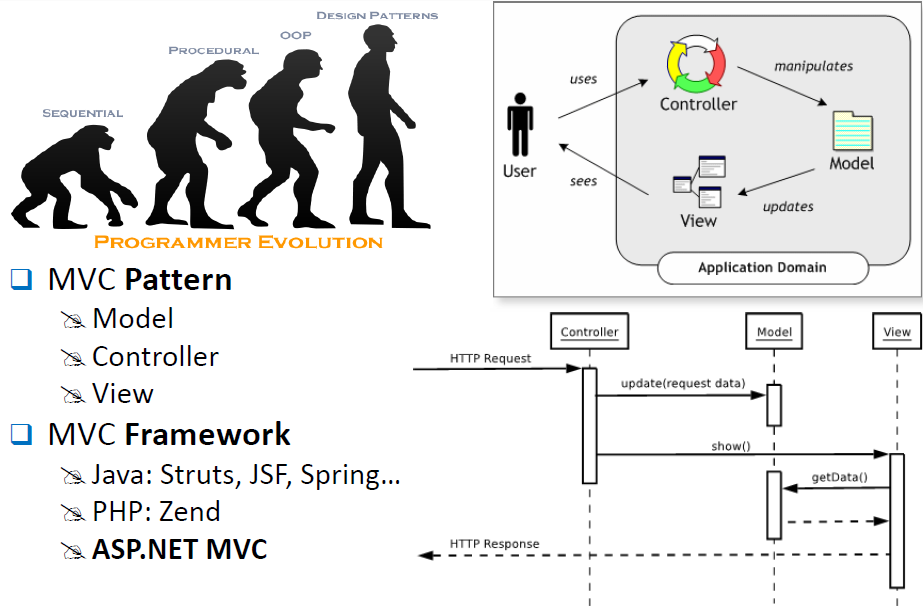 SEQUENTIAL
PROCEDURAL
OOP
DESIGN PATTERNS
PROGRAMMER EVOLUTION
MVC Pattern
Model
Controller
View
MVC Framework
Java: Struts, JSF, Spring...
PHP: Zend
ASP.NET MVC
uses
Controller
manipulates
User
Model
sees
View
updates
Application Domain
Controller
Model
View
HTTP Request
update(request data)
show()
getData()
HTTP Response